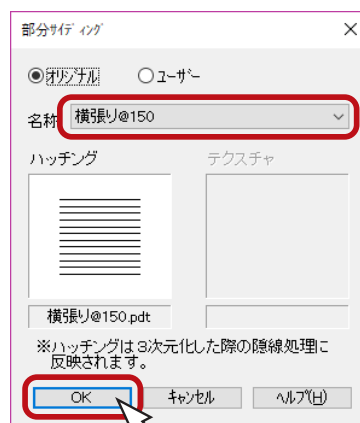 部分ｻｲﾃﾞｨﾝｸﾞ
ｵﾘｼﾞﾅﾙ ﾕｰｻﾞｰ
名称 横張り@150
ハッチング テクスチャ
横張り@150.pdt
※ハッチングは３次元化した際の隠線処理に
反映されます。
OK ｷｬﾝｾﾙ ﾍﾙﾌﾟ(H)